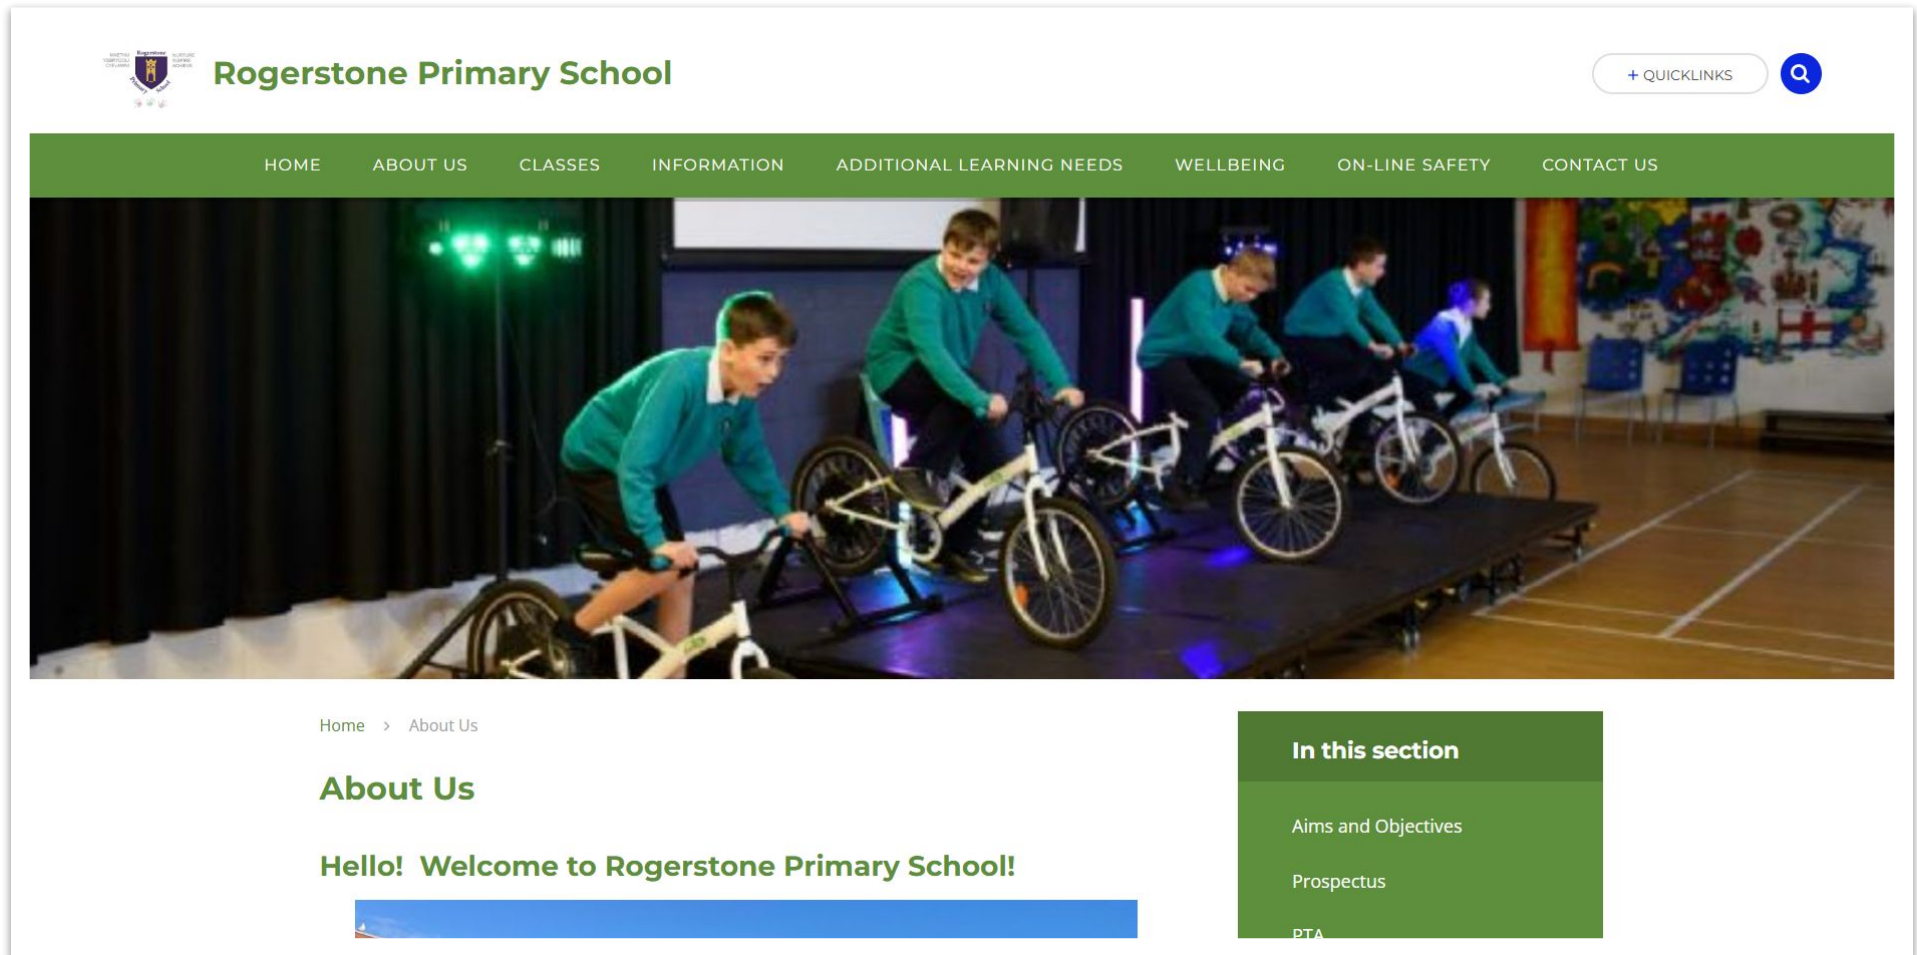 Rogerstone Primary School
+ QUICKLINKS
HOME ABOUT US CLASSES INFORMATION ADDITIONAL LEARNING NEEDS WELLBEING ON-LINE SAFETY CONTACT US
Home > About Us
About Us
Hello! Welcome to Rogerstone Primary School!
In this section
Aims and Objectives
Prospectus
PTA